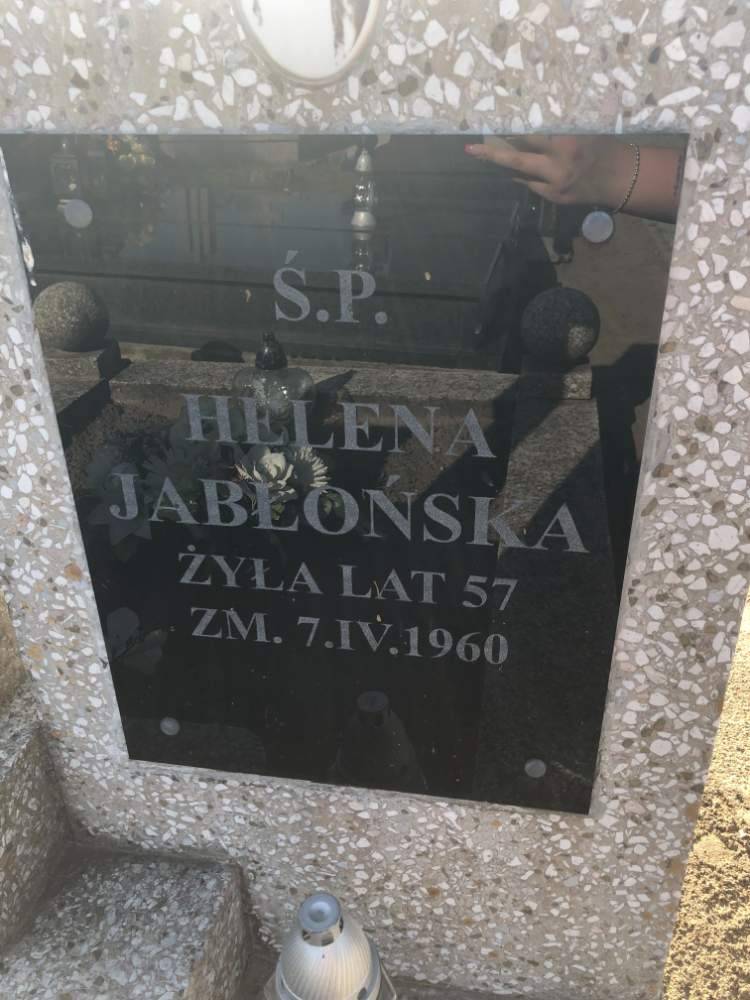 Ś.P.
HELENA
JABŁOŃSKA
ŻYŁA LAT 57
ZM. 7.IV.1960